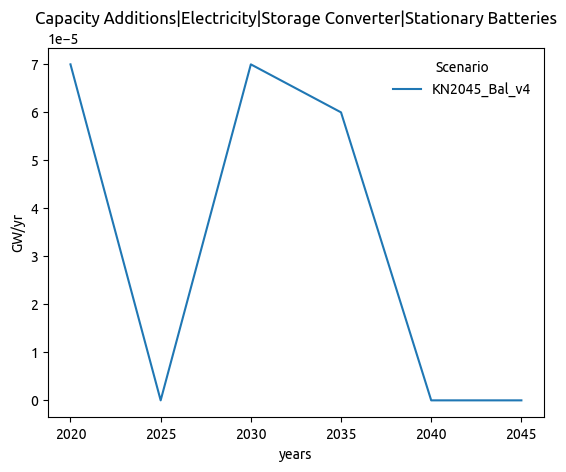 Capacity Additions|Electricity|Storage Converter|Stationary Batteries
1e−5
7
6
5
4
3
2
1
0
GW/yr
Scenario
KN2045_Bal_v4
2020 2025 2030 2035 2040 2045
years